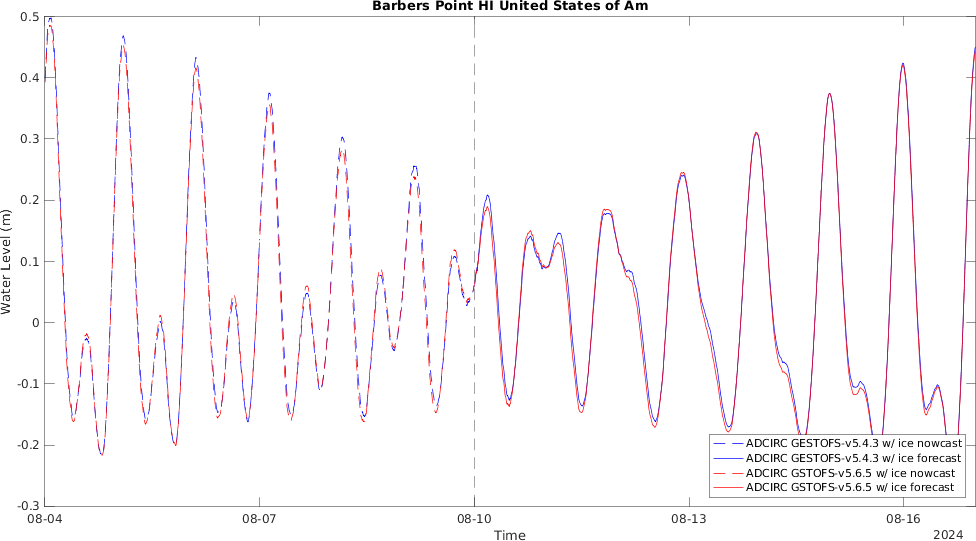 Barbers Point HI United States of Am
0.5
0.4
0.3
0.2
0.1
0
-0.1
-0.2
-0.3
Water Level (m)
ADCIRC GESTOFS-v5.4.3 w/ ice nowcast
ADCIRC GESTOFS-v5.4.3 w/ ice forecast
ADCIRC GSTOFS-v5.6.5 w/ ice nowcast
ADCIRC GSTOFS-v5.6.5 w/ ice forecast
08-04 08-07 08-10 08-13 08-16
Time
2024